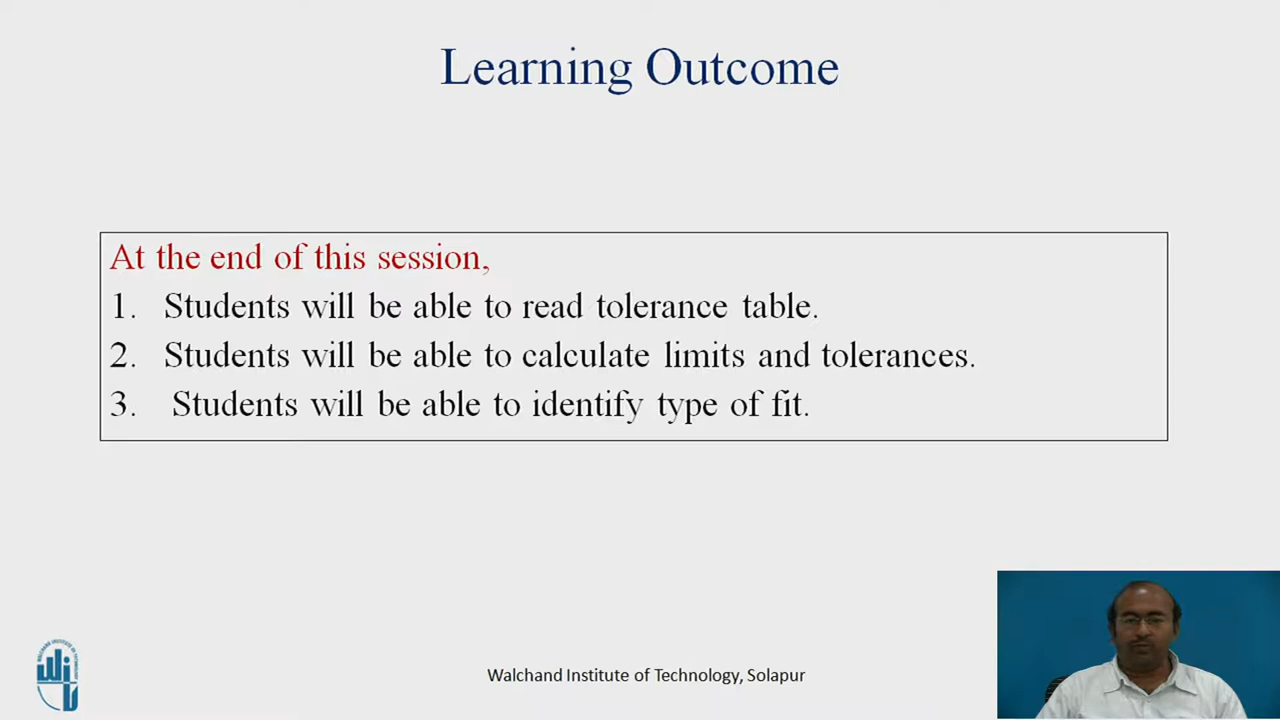 Learning Outcome
At the end of this session,
1. Students will be able to read tolerance table.
2. Students will be able to calculate limits and tolerances.
3. Students will be able to identify type of fit.
Walchand Institute of Technology, Solapur